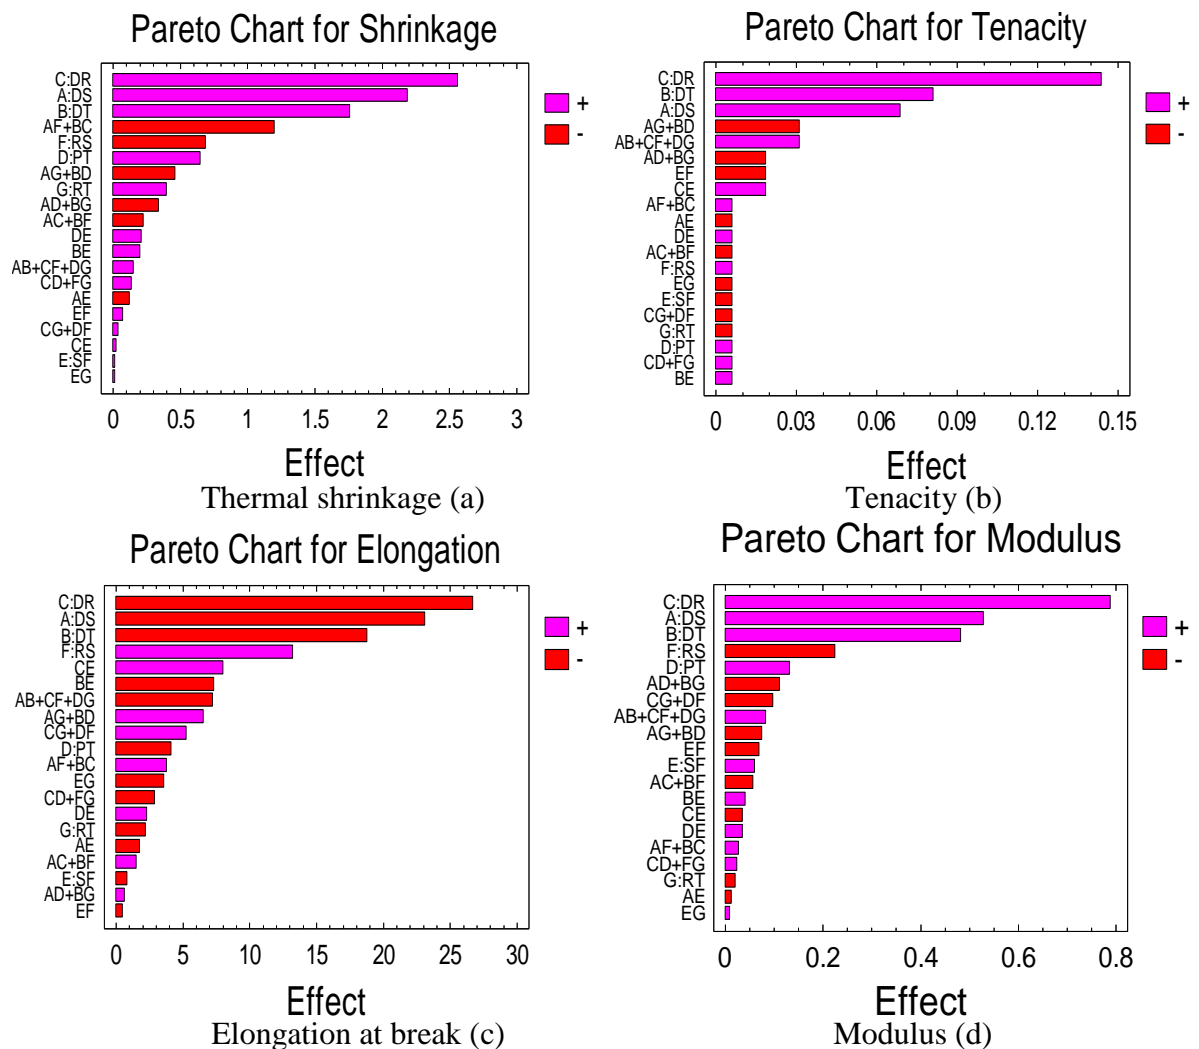 Pareto Chart for Shrinkage
C:DR
A:DS
B:DT
AF+BC
F:RS
D:PT
AG+BD
G:RT
AD+BG
AC+BF
DE
BE
AB+CF+DG
CD+FG
AE
EF
CG+DF
CE
E:SF
EG
+
-
0 0.5 1 1.5 2 2.5 3
Effect
Thermal shrinkage (a)
Pareto Chart for Tenacity
C:DR
B:DT
A:DS
AG+BD
AB+CF+DG
AD+BG
EF
CE
AF+BC
AE
DE
AC+BF
F:RS
EG
E:SF
CG+DF
G:RT
D:PT
CD+FG
BE
+
-
0 0.03 0.06 0.09 0.12 0.15
Effect
Tenacity (b)
Pareto Chart for Elongation
C:DR
A:DS
B:DT
F:RS
CE
BE
AB+CF+DG
AG+BD
CG+DF
D:PT
AF+BC
EG
CD+FG
DE
G:RT
AE
AC+BF
E:SF
AD+BG
EF
+
-
0 5 10 15 20 25 30
Effect
Elongation at break (c)
Pareto Chart for Modulus
C:DR
A:DS
B:DT
F:RS
D:PT
AD+BG
CG+DF
AB+CF+DG
AG+BD
EF
E:SF
AC+BF
BE
CE
DE
AF+BC
CD+FG
G:RT
AE
EG
+
-
0 0.2 0.4 0.6 0.8
Effect
Modulus (d)